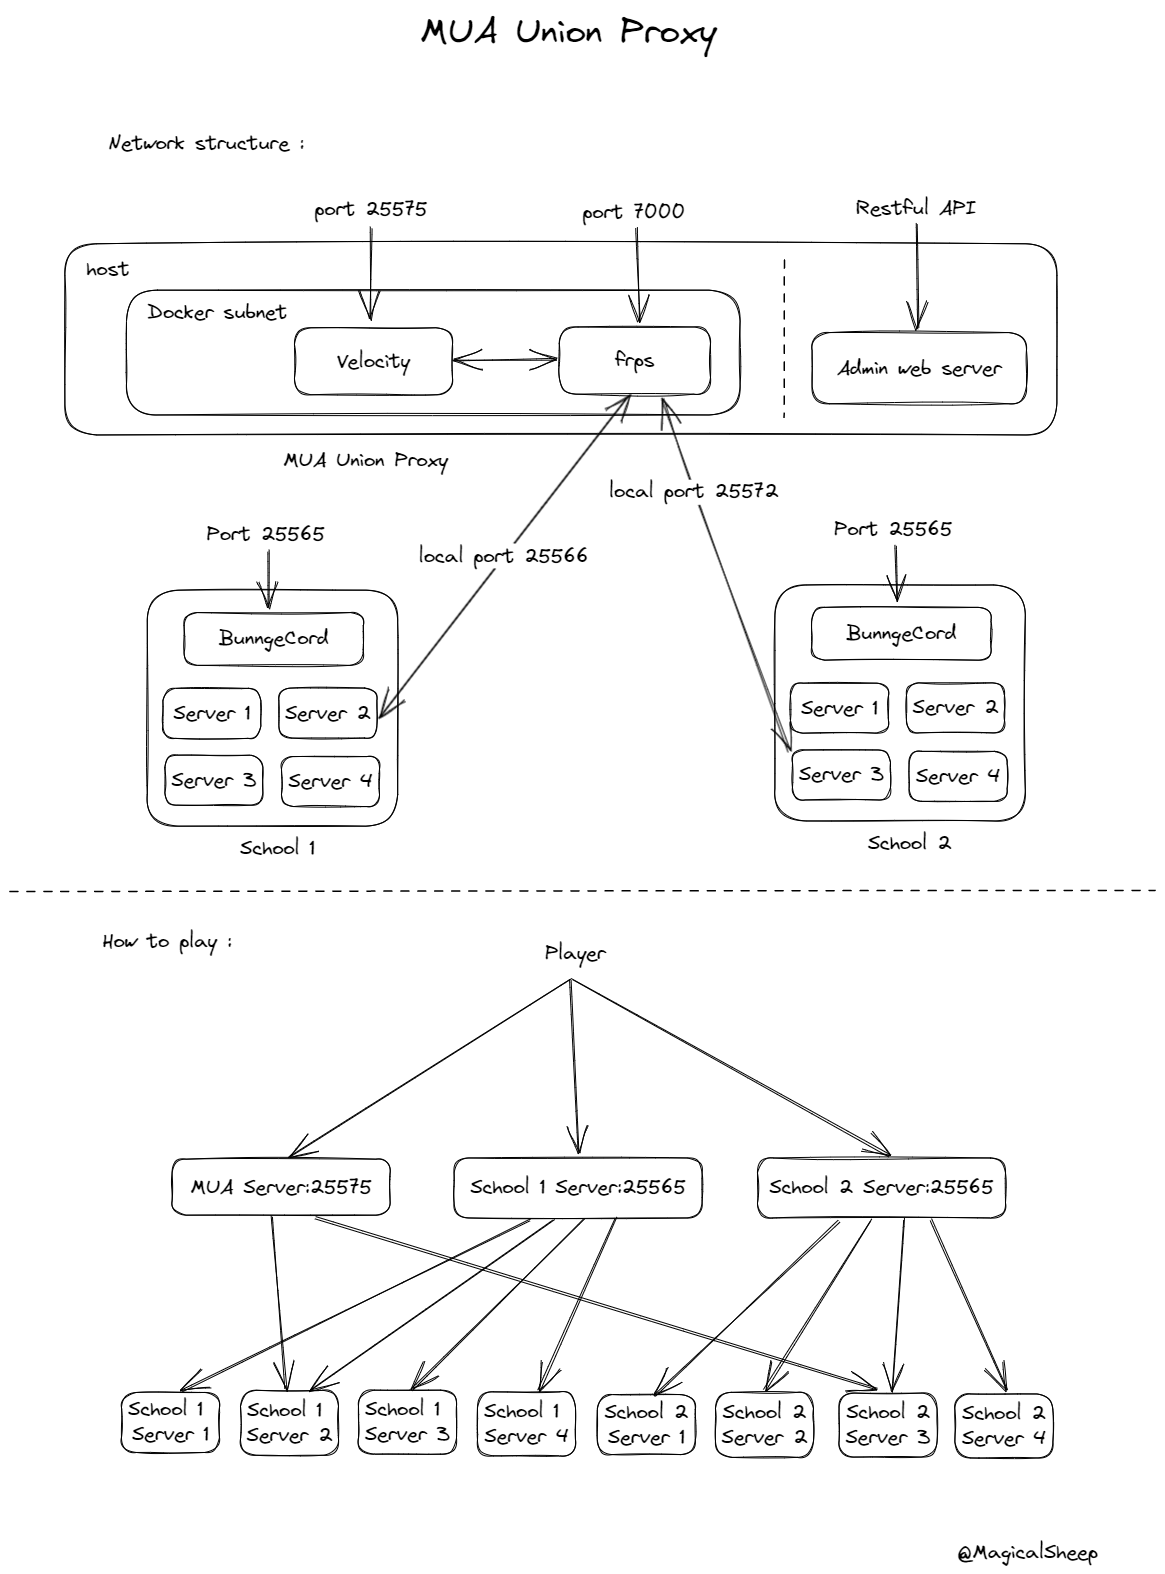 MUA Union Proxy
Network structure :
port 25575
port 7000
Restful API
host
Docker subnet
Velocity
frps
Admin web server
MUA Union Proxy
local port 25572
Port 25565
local port 25566
Port 25565
BunngeCord
BunngeCord
Server 1
Server 2
Server 1
Server 2
Server 3
Server 4
Server 3
Server 4
School 1
School 2
How to play :
Player
MUA Server:25575
School 1 Server:25565
School 2 Server:25565
School 1
Server 1
School 1
Server 2
School 1
Server 3
School 1
Server 4
School 2
Server 1
School 2
Server 2
School 2
Server 3
School 2
Server 4
@MagicalSheep